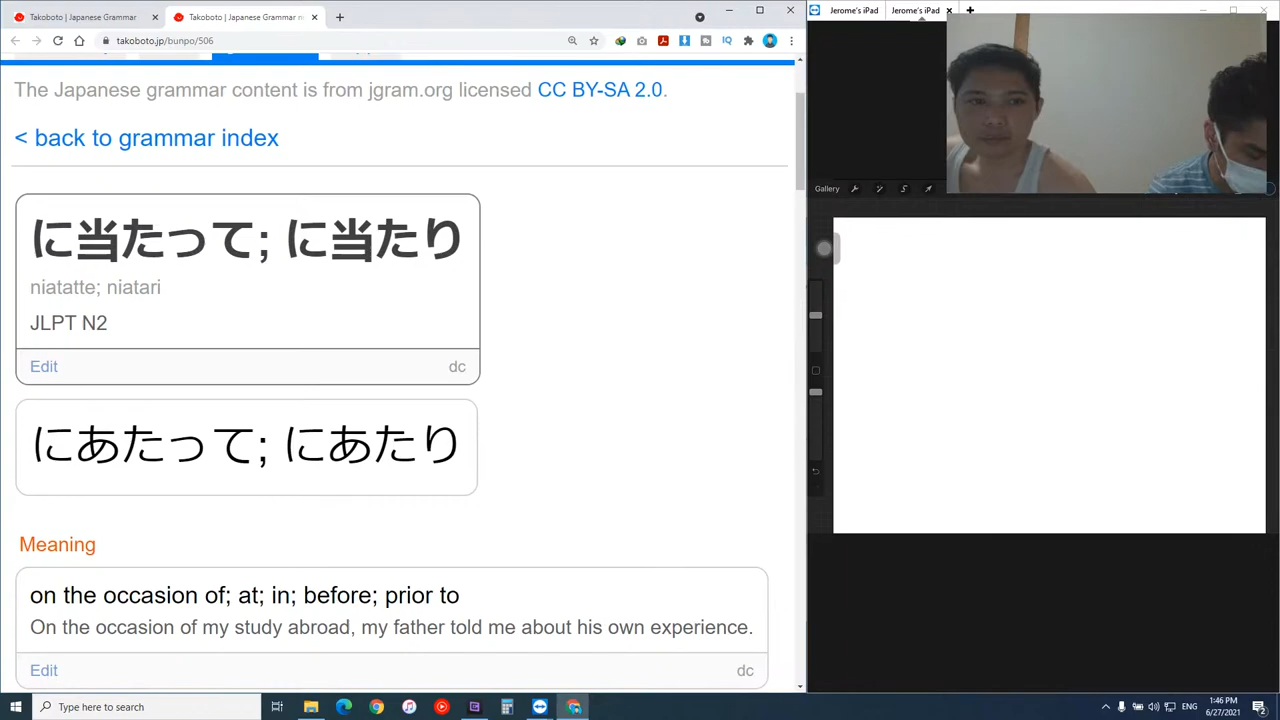 Takoboto | Japanese Grammar
Takoboto | Japanese Grammar n
takoboto.jp/bunpo/506
The Japanese grammar content is from jgram.org licensed CC BY-SA 2.0.
< back to grammar index
に当たって; に当たり
niatatte; niatari
JLPT N2
Edit
dc
にあたって; にあたり
Meaning
on the occasion of; at; in; before; prior to
On the occasion of my study abroad, my father told me about his own experience.
Edit
dc
Jerome's iPad
Jerome's iPad
Gallery
Type here to search
ENG
1:46 PM
6/27/2021